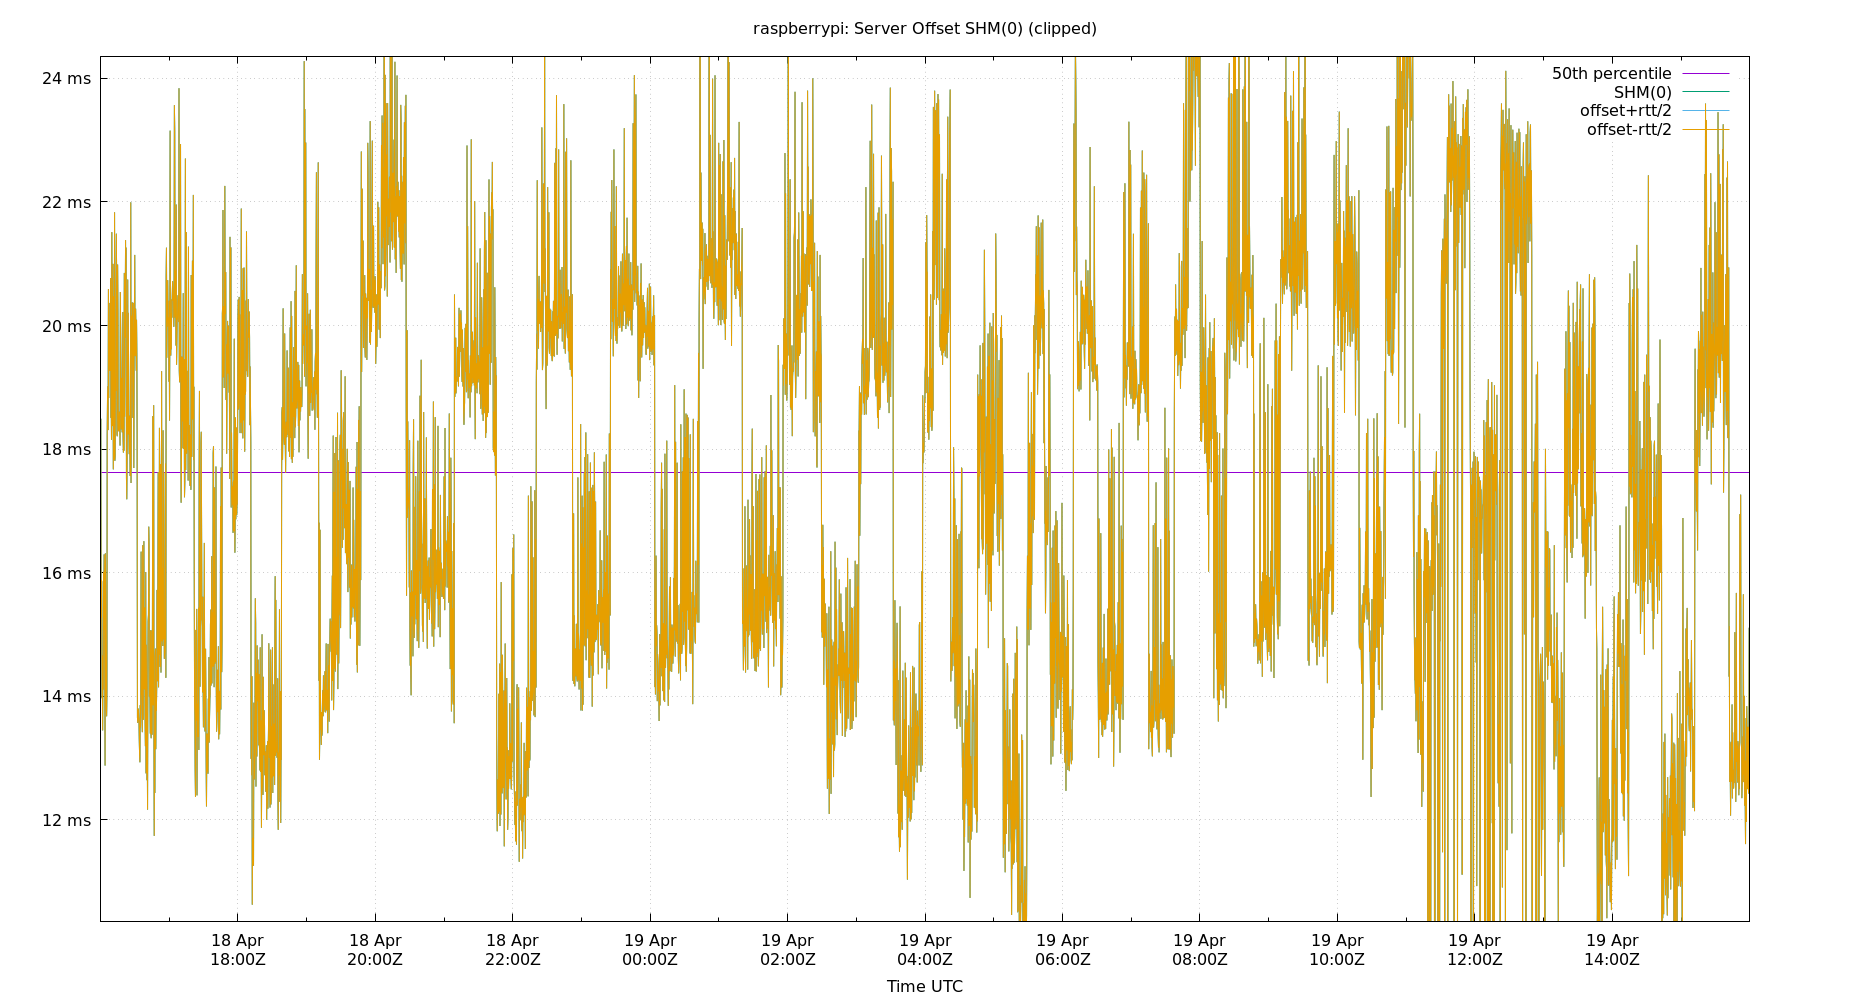 raspberrypi: Server Offset SHM(0) (clipped)
50th percentile
SHM(0)
offset+rtt/2
offset-rtt/2
24 ms
22 ms
20 ms
18 ms
16 ms
14 ms
12 ms
18 Apr 18 Apr 18 Apr 19 Apr 19 Apr 19 Apr 19 Apr 19 Apr 19 Apr 19 Apr 19 Apr
18:00Z 20:00Z 22:00Z 00:00Z 02:00Z 04:00Z 06:00Z 08:00Z 10:00Z 12:00Z 14:00Z
Time UTC